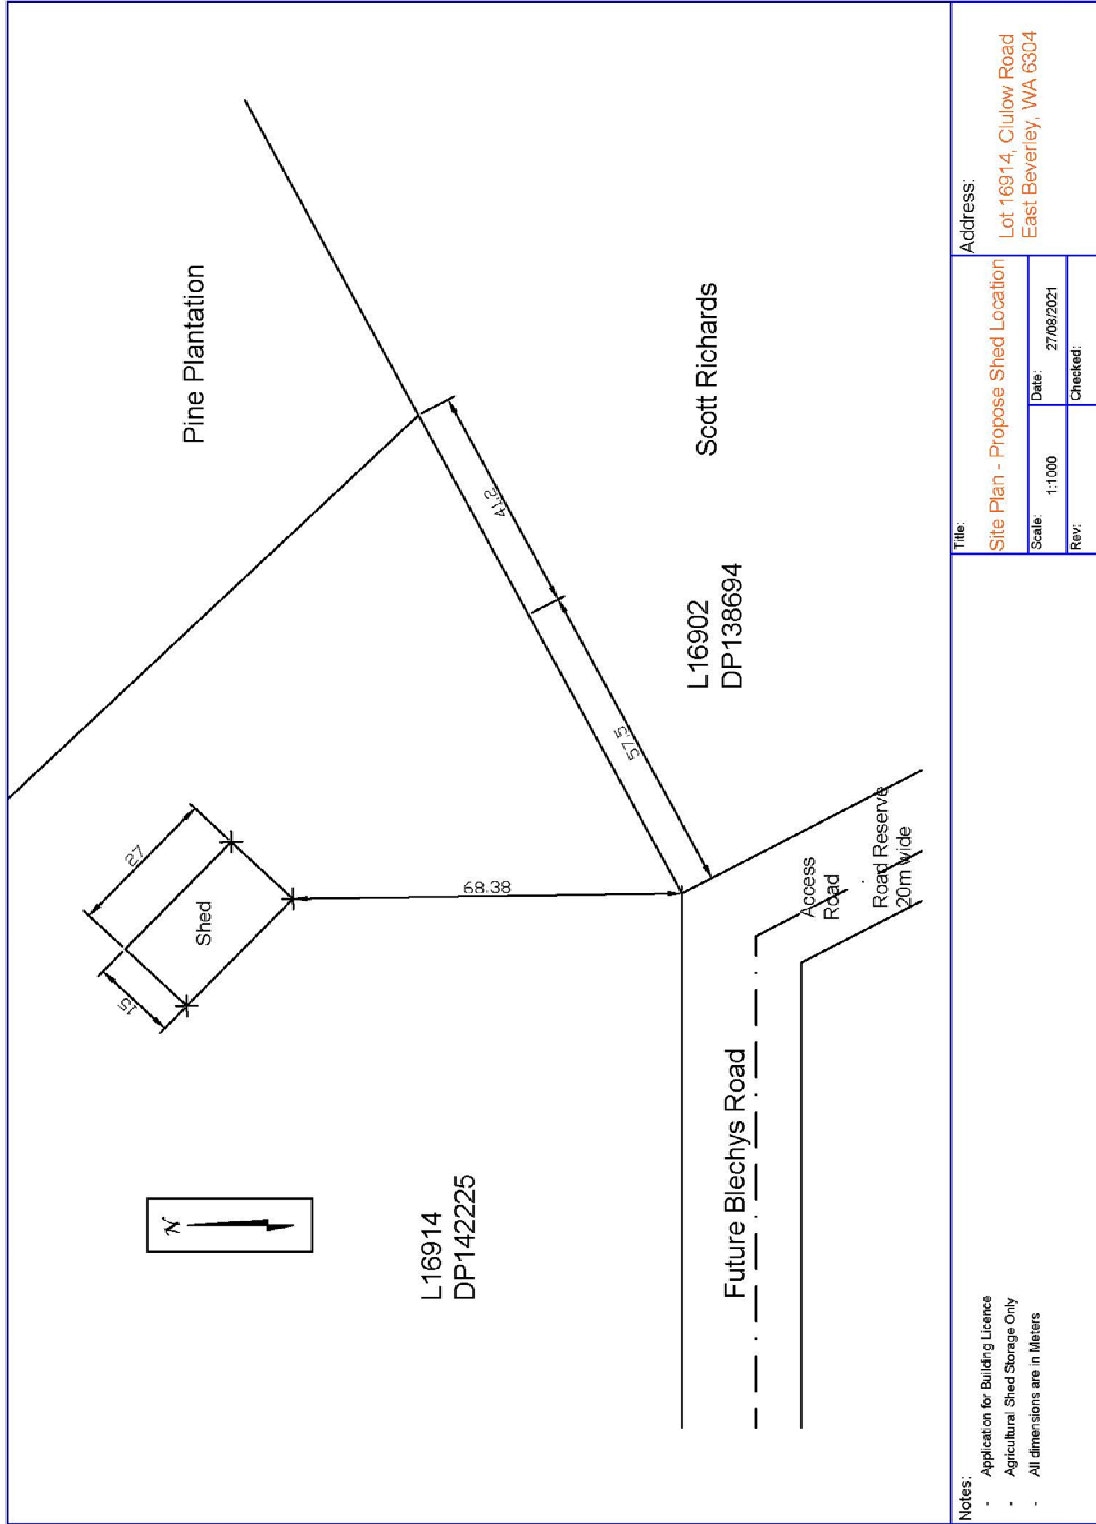 Pine Plantation
27
Shed
15
68.38
41.2
57.5
Scott Richards
N
L16914
DP142225
L16902
DP138694
Future Blechys Road
Access
Road
Road Reserve
20m wide
Notes:
- Application for Building Licence
- Agricultural Shed Storage Only
- All dimensions are in Meters
Title:
Site Plan - Propose Shed Location
Scale:
1:1000
Date:
27/08/2021
Rev:
Checked:
Address:
Lot 16914, Clulow Road
East Beverley, WA 6304